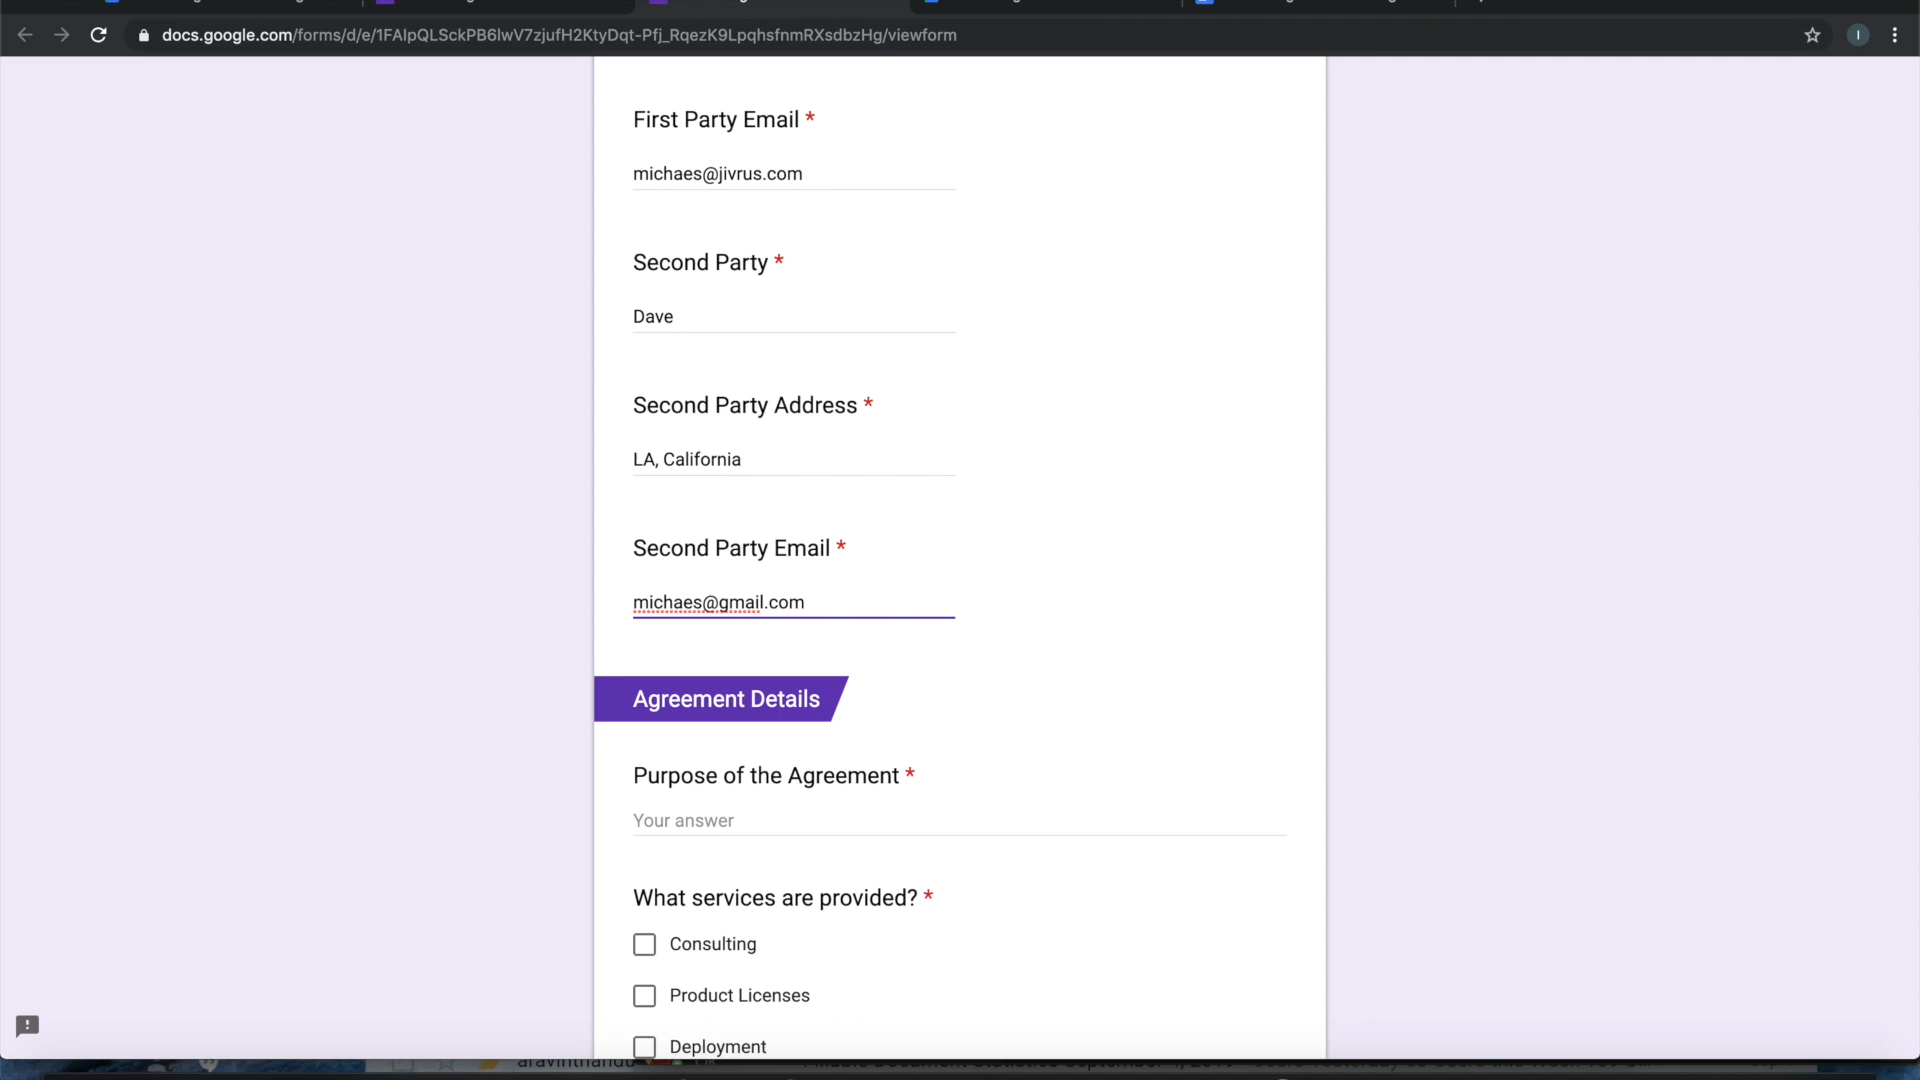 docs.google.com/forms/d/e/1FAIpQLSckPB6lwV7zjufH2KtyDqt-Pfj_RqezK9LpqhsfnmRXsdbzHg/viewform
I
First Party Email *
michaes@jivrus.com
Second Party *
Dave
Second Party Address *
LA, California
Second Party Email *
michaes@gmail.com
Agreement Details
Purpose of the Agreement *
Your answer
What services are provided? *
Consulting
Product Licenses
Deployment